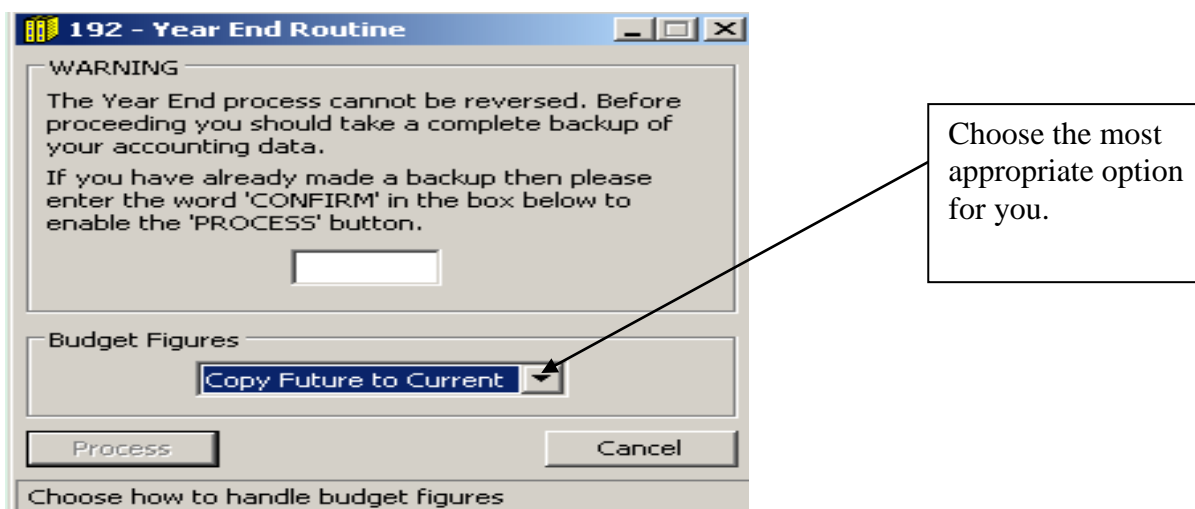 192 - Year End Routine
WARNING
The Year End process cannot be reversed. Before
proceeding you should take a complete backup of
your accounting data.
If you have already made a backup then please
enter the word 'CONFIRM' in the box below to
enable the 'PROCESS' button.
Budget Figures
Copy Future to Current
Process
Cancel
Choose how to handle budget figures
Choose the most
appropriate option
for you.